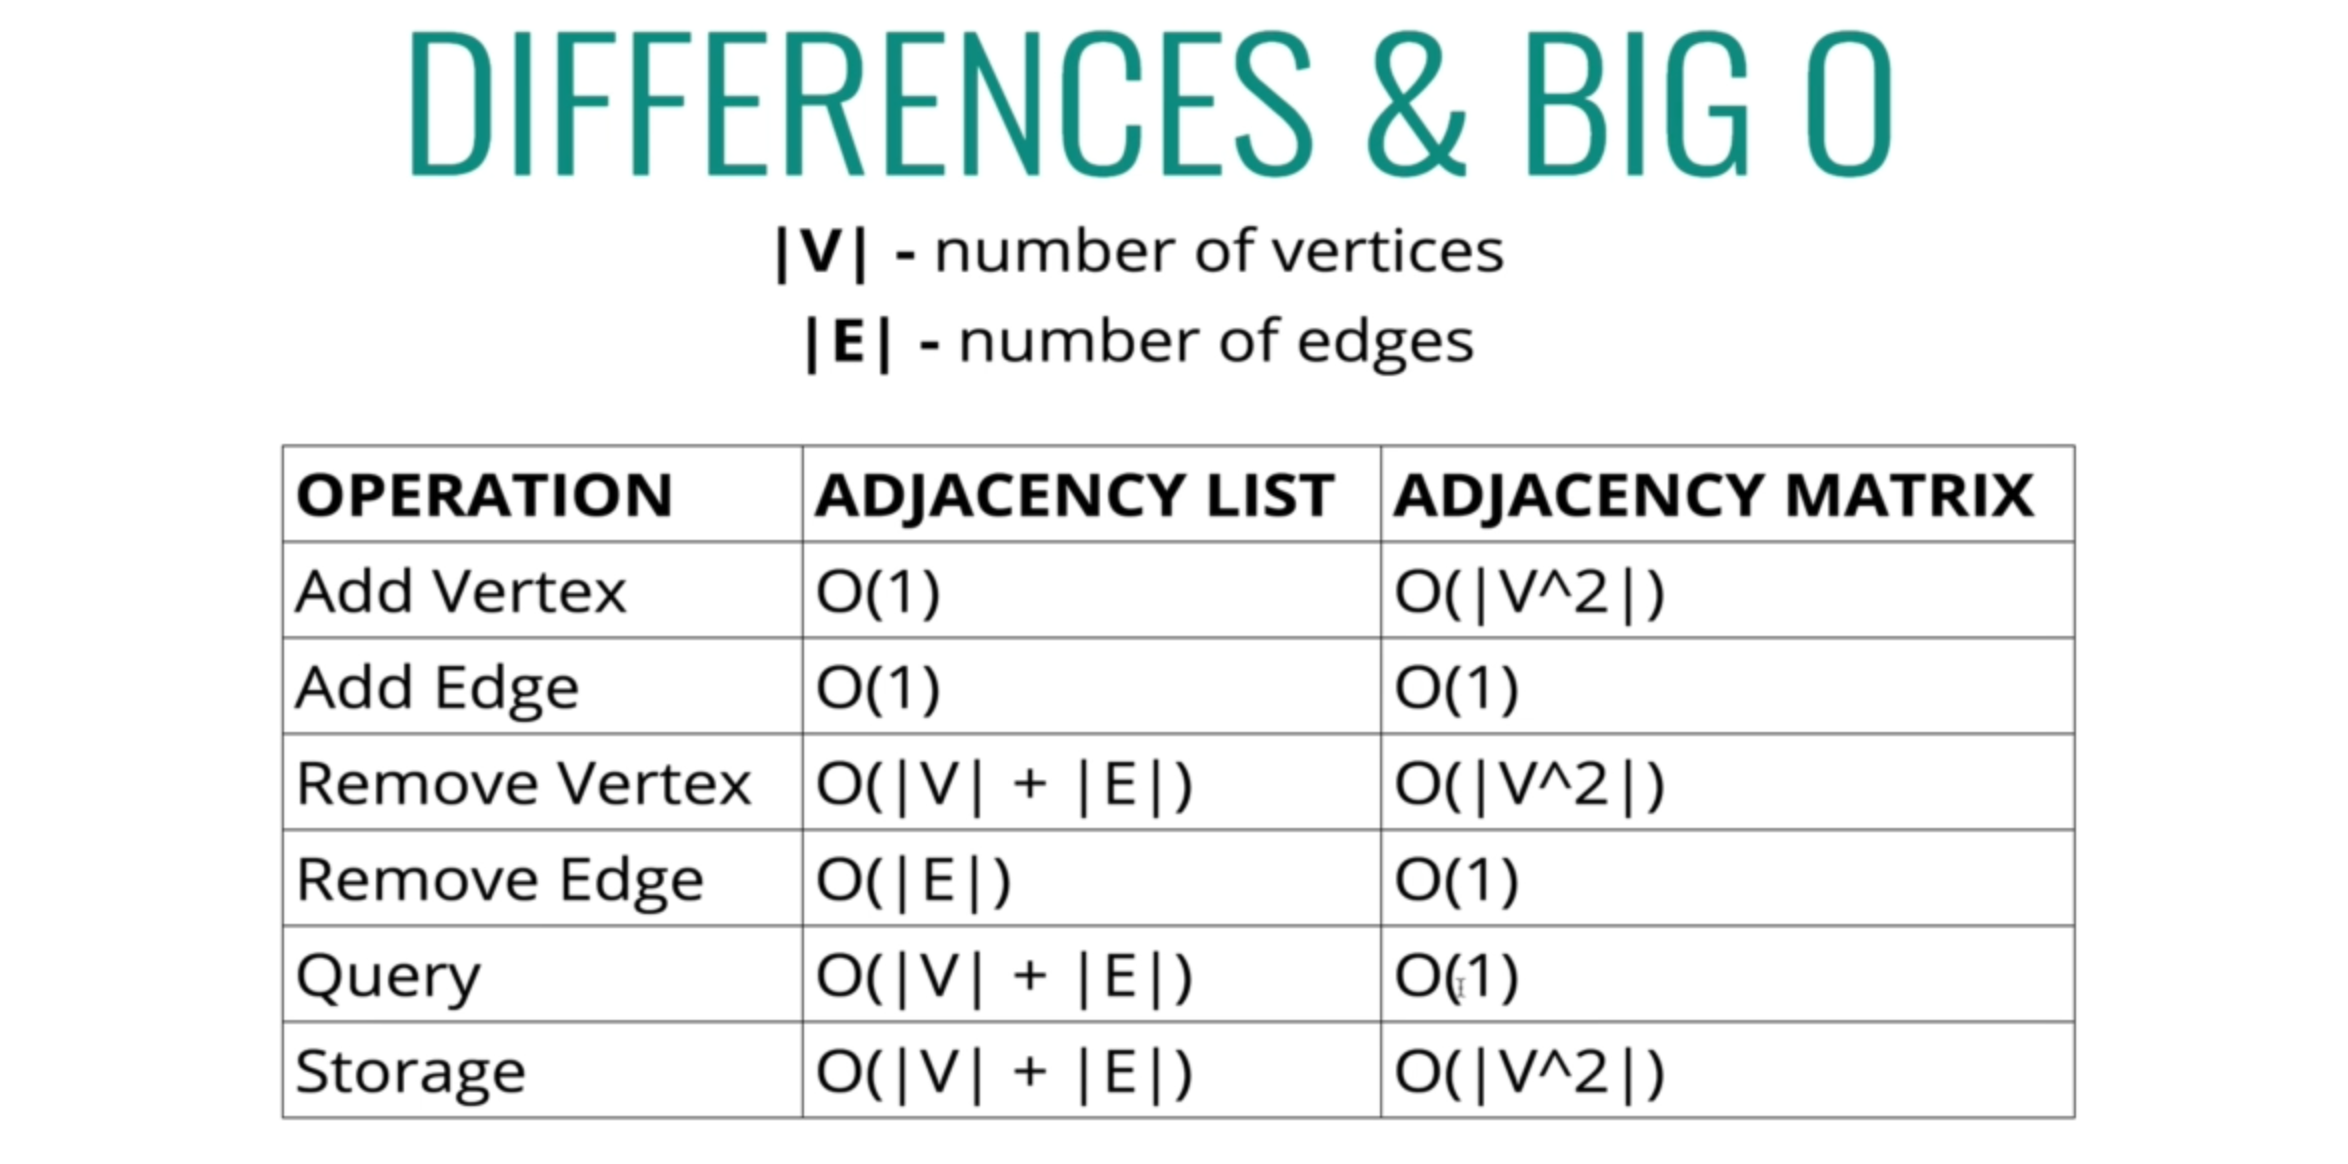 DIFFERENCES & BIG O
|V| - number of vertices
|E| - number of edges
OPERATION ADJACENCY LIST ADJACENCY MATRIX
Add Vertex O(1) O(|V^2|)
Add Edge O(1) O(1)
Remove Vertex O(|V| + |E|) O(|V^2|)
Remove Edge O(|E|) O(1)
Query O(|V| + |E|) O(1)
Storage O(|V| + |E|) O(|V^2|)